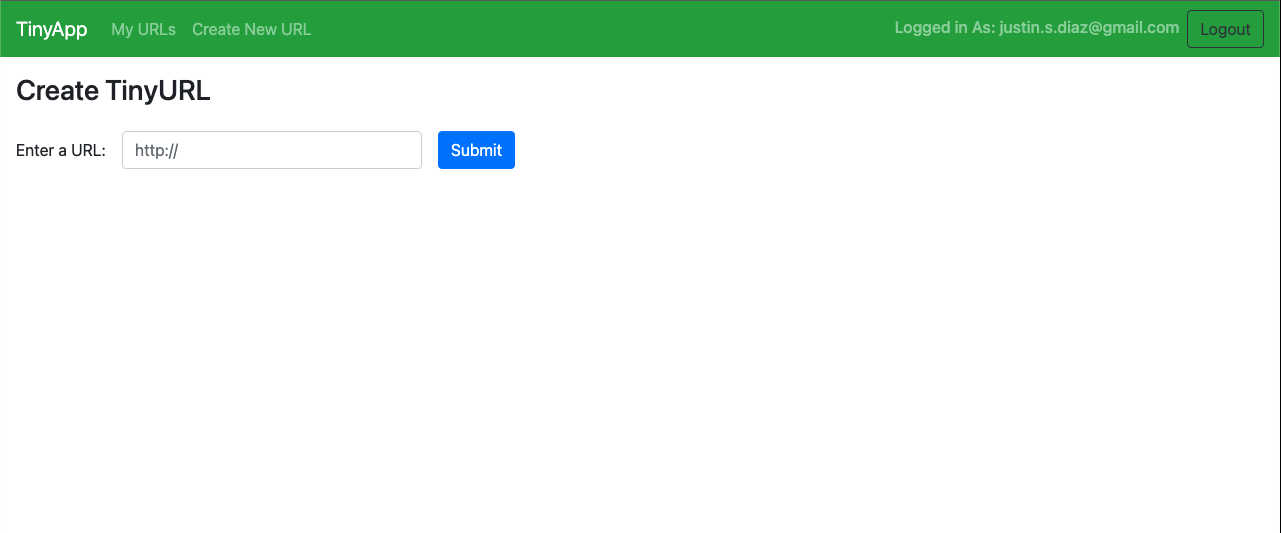 TinyApp My URLs Create New URL Logged in As: justin.s.diaz@gmail.com Logout
Create TinyURL
Enter a URL: http:// Submit